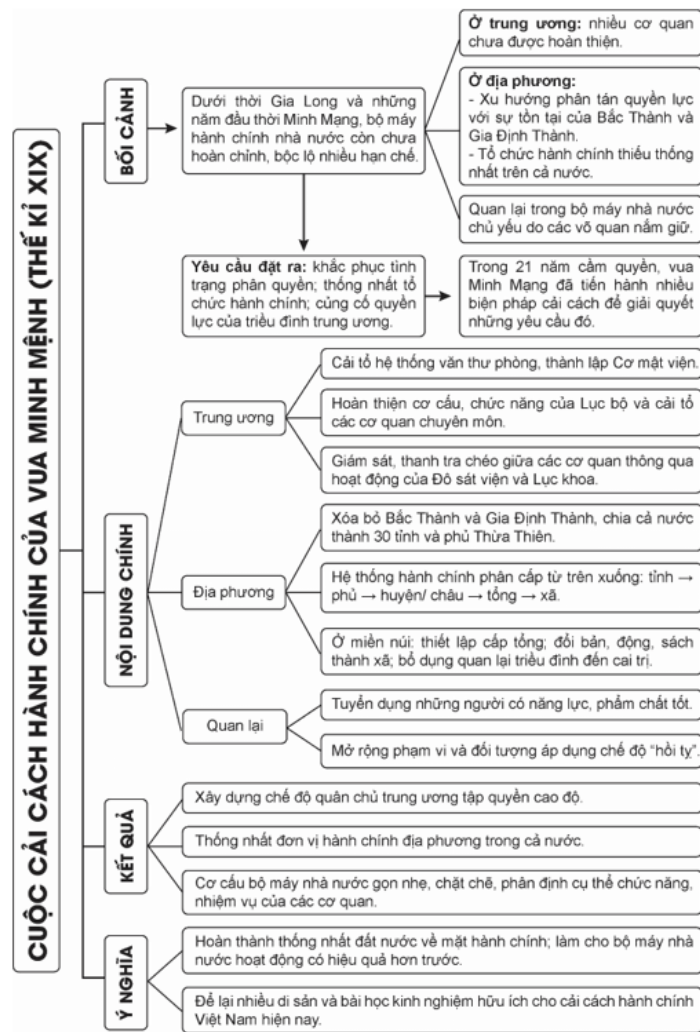 CUỘC CẢI CÁCH HÀNH CHÍNH CỦA VUA MINH MỆNH (THẾ KỈ XIX)
BỐI CẢNH
Dưới thời Gia Long và những
năm đầu thời Minh Mạng, bộ máy
hành chính nhà nước còn chưa
hoàn chỉnh, bộc lộ nhiều hạn chế.
Ở trung ương: nhiều cơ quan
chưa được hoàn thiện.
Ở địa phương:
- Xu hướng phân tán quyền lực
với sự tồn tại của Bắc Thành và
Gia Định Thành.
- Tổ chức hành chính thiếu thống
nhất trên cả nước.
Quan lại trong bộ máy nhà nước
chủ yếu do các võ quan nắm giữ.
Yêu cầu đặt ra: khắc phục tình
trạng phân quyền; thống nhất tổ
chức hành chính; củng cố quyền
lực của triều đình trung ương.
Trong 21 năm cầm quyền, vua
Minh Mạng đã tiến hành nhiều
biện pháp cải cách để giải quyết
những yêu cầu đó.
NỘI DUNG CHÍNH
Trung ương
Cải tổ hệ thống văn thư phòng, thành lập Cơ mật viện.
Hoàn thiện cơ cấu, chức năng của Lục bộ và cải tổ
các cơ quan chuyên môn.
Giám sát, thanh tra chéo giữa các cơ quan thông qua
hoạt động của Đô sát viện và Lục khoa.
Địa phương
Xóa bỏ Bắc Thành và Gia Định Thành, chia cả nước
thành 30 tỉnh và phủ Thừa Thiên.
Hệ thống hành chính phân cấp từ trên xuống: tỉnh →
phủ → huyện/ châu → tổng → xã.
Ở miền núi: thiết lập cấp tổng; đổi bản, động, sách
thành xã; bổ dụng quan lại triều đình đến cai trị.
Quan lại
Tuyển dụng những người có năng lực, phẩm chất tốt.
Mở rộng phạm vi và đối tượng áp dụng chế độ “hồi tỵ”.
KẾT QUẢ
Xây dựng chế độ quân chủ trung ương tập quyền cao độ.
Thống nhất đơn vị hành chính địa phương trong cả nước.
Cơ cấu bộ máy nhà nước gọn nhẹ, chặt chẽ, phân định cụ thể chức năng,
nhiệm vụ của các cơ quan.
Ý NGHĨA
Hoàn thành thống nhất đất nước về mặt hành chính; làm cho bộ máy nhà
nước hoạt động có hiệu quả hơn trước.
Để lại nhiều di sản và bài học kinh nghiệm hữu ích cho cải cách hành chính
Việt Nam hiện nay.